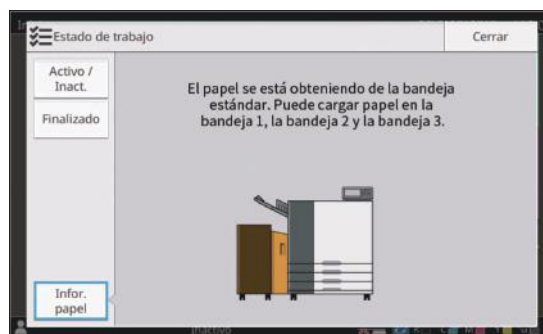 Estado de trabajo
Cerrar
Activo /
Inact.
Finalizado
El papel se está obteniendo de la bandeja
estándar. Puede cargar papel en la
bandeja 1, la bandeja 2 y la bandeja 3.
Infor.
papel
Inactivo